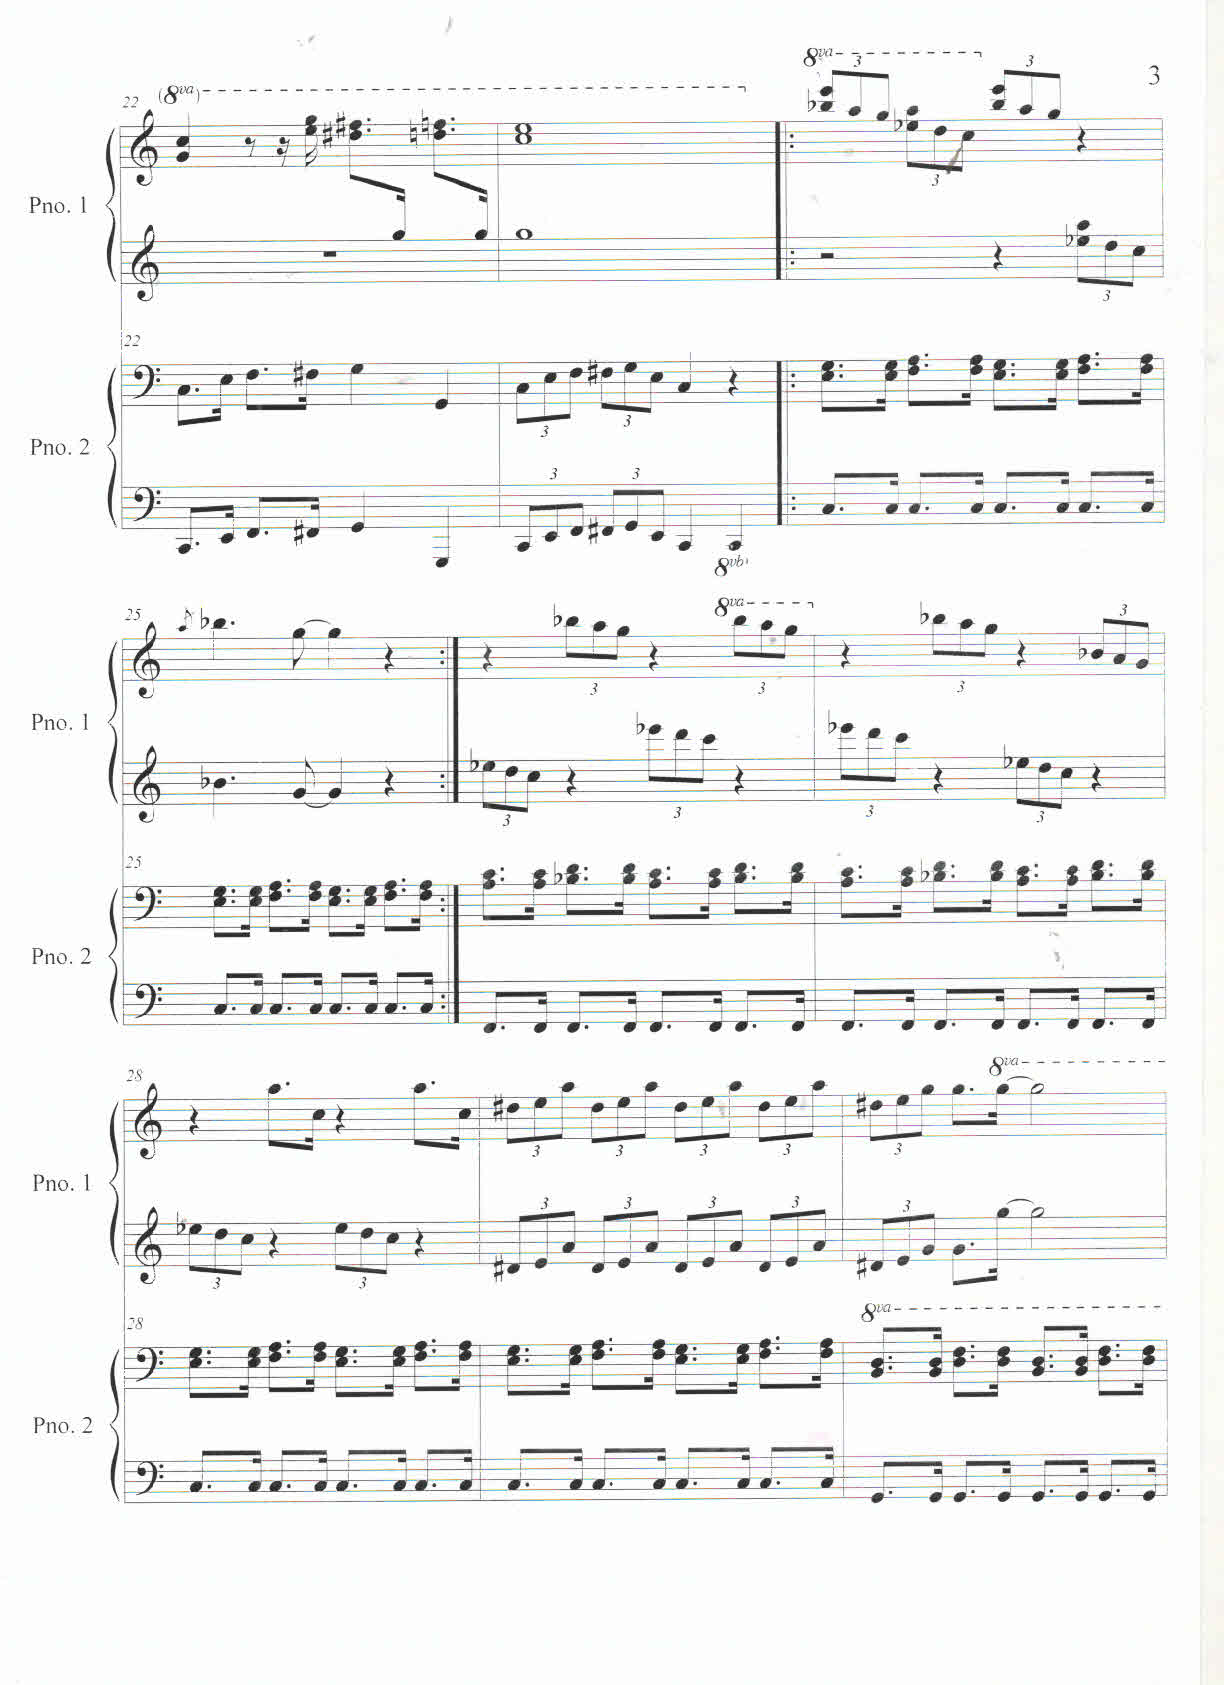 3
22 (8va)
8va 3 3
3
Pno. 1
3
22
3 3
Pno. 2
3 3
8vb
25 8va 3
3 3 3
Pno. 1
3 3 3 3
25
Pno. 2
28 8va
3 3 3 3 3
Pno. 1
3 3 3 3 3 3
28 8va
Pno. 2